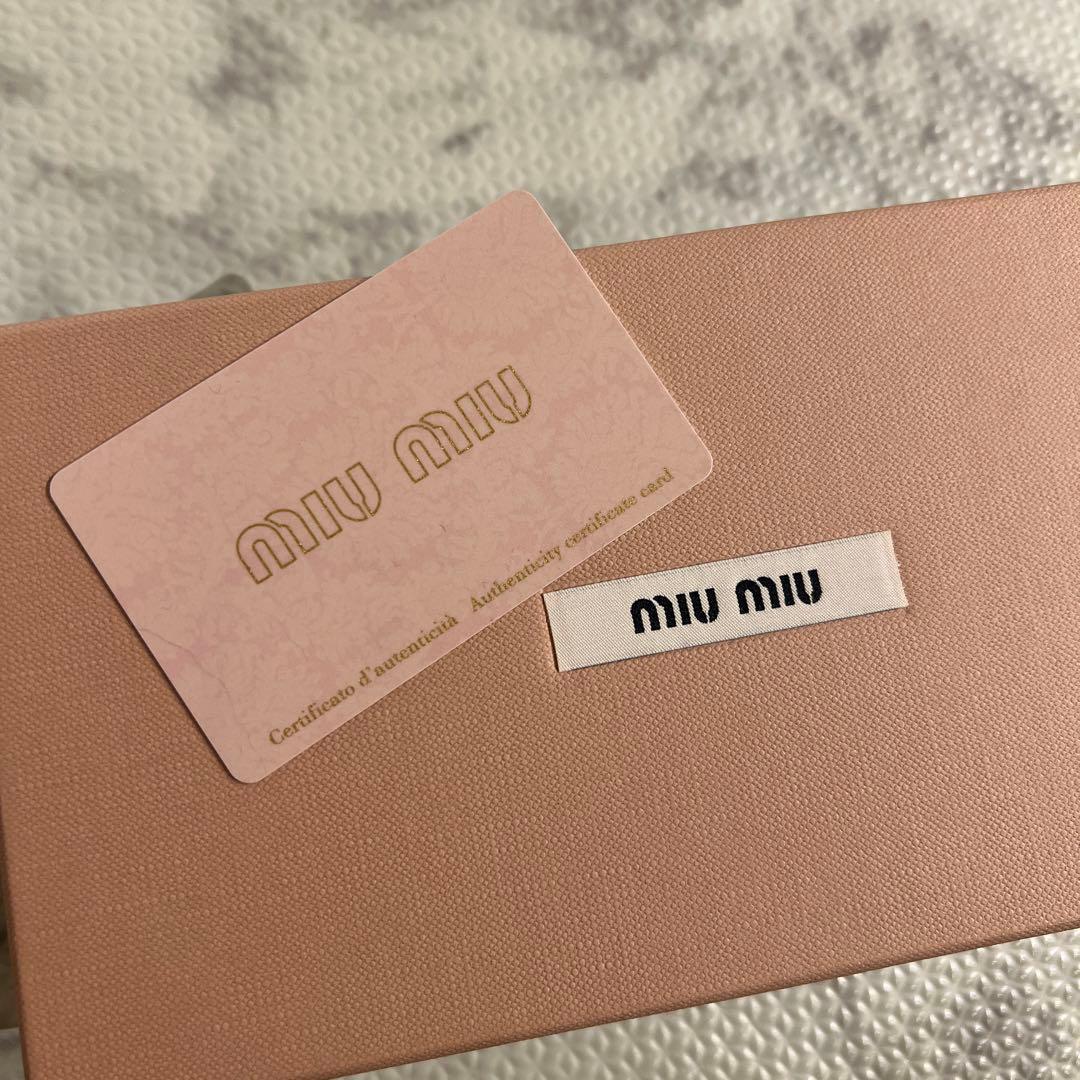 MIU MIU
Certificato d'autenticità Authenticity certificate card
MIU MIU